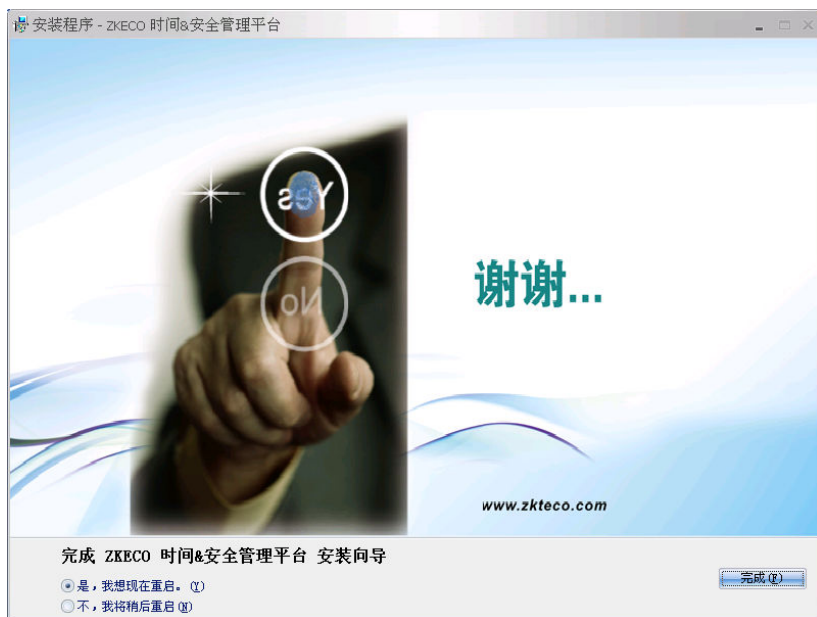 安装程序 - ZKECO 时间&安全管理平台
Yes
No
谢谢...
www.zkteco.com
完成 ZKECO 时间&安全管理平台 安装向导
是，我想现在重启。(Y)
不，我将稍后重启(N)
完成(F)